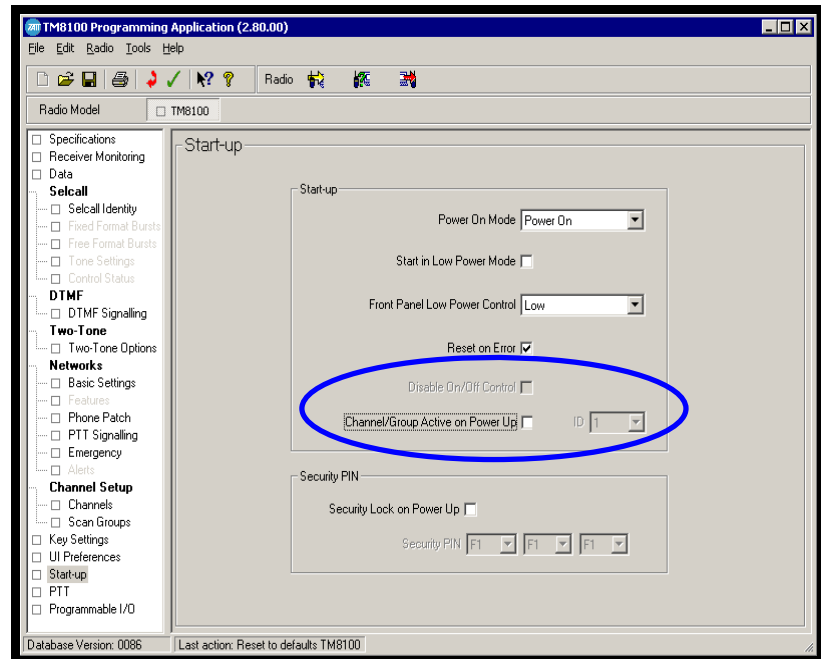 TAIT TM8100 Programming Application (2.80.00)
File Edit Radio Tools Help
Radio
Radio Model TM8100
Specifications
Receiver Monitoring
Data
Selcall
Selcall Identity
Fixed Format Bursts
Free Format Bursts
Tone Settings
Control Status
DTMF
DTMF Signalling
Two-Tone
Two-Tone Options
Networks
Basic Settings
Features
Phone Patch
PTT Signalling
Emergency
Alerts
Channel Setup
Channels
Scan Groups
Key Settings
UI Preferences
Start-up
PTT
Programmable I/O
Start-up
Start-up
Power On Mode Power On
Start in Low Power Mode
Front Panel Low Power Control Low
Reset on Error
Disable On/Off Control
Channel/Group Active on Power Up ID 1
Security PIN
Security Lock on Power Up
Security PIN F1 F1 F1
Database Version: 0086 Last action: Reset to defaults TM8100